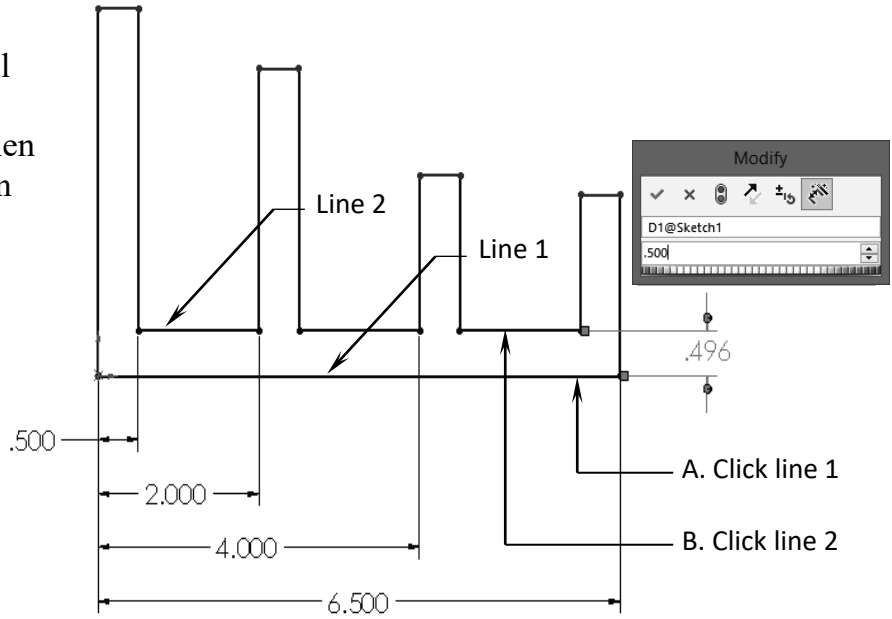 Modify
D1@Sketch1
.500
Line 2
Line 1
.496
.500
2.000
4.000
6.500
A. Click line 1
B. Click line 2